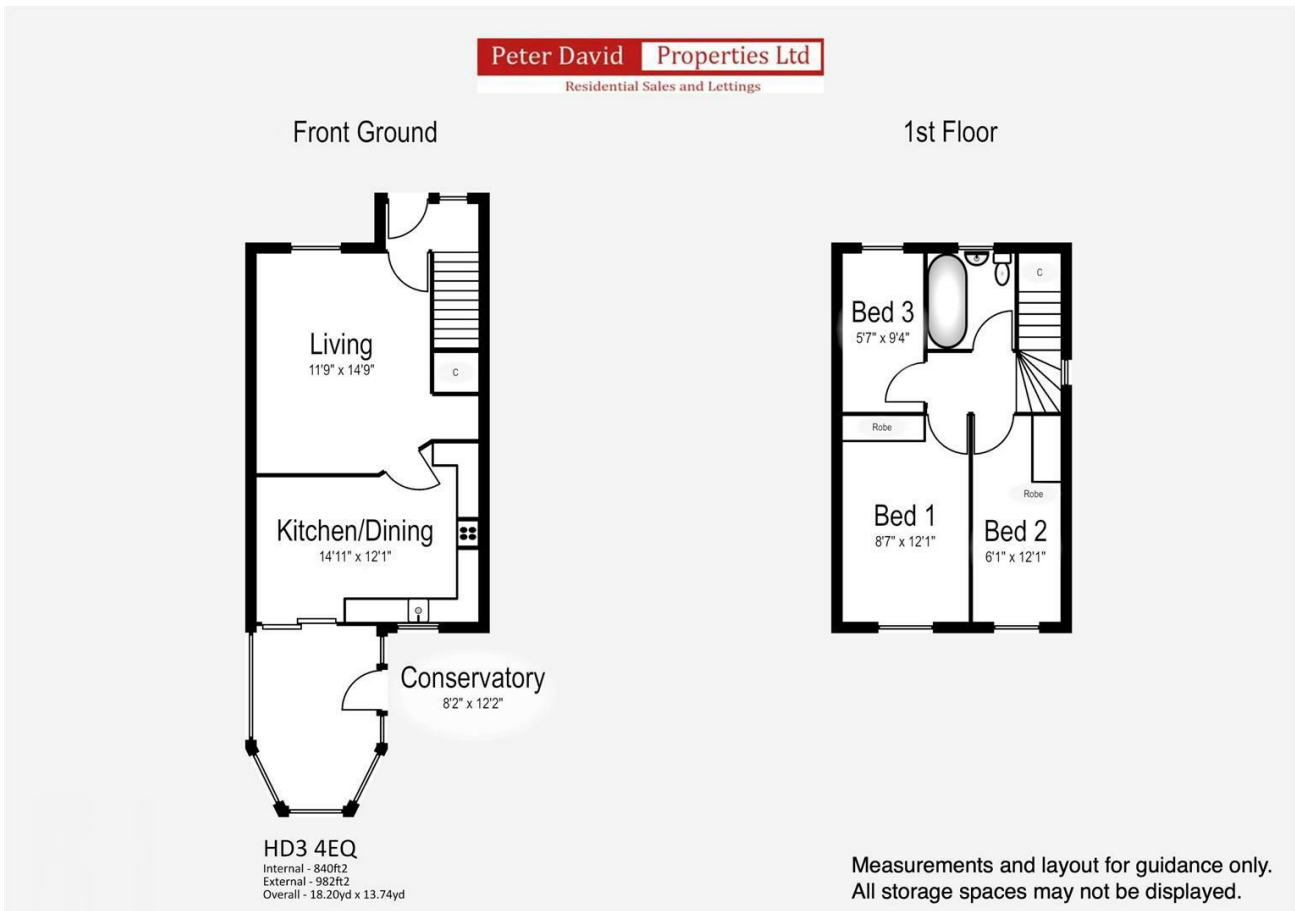 Peter David Properties Ltd
Residential Sales and Lettings
Front Ground
1st Floor
Living
11'9" x 14'9"
C
Kitchen/Dining
14'11" x 12'1"
Conservatory
8'2" x 12'2"
C
Bed 3
5'7" x 9'4"
Robe
Bed 1
8'7" x 12'1"
Robe
Bed 2
6'1" x 12'1"
HD3 4EQ
Internal - 840ft2
External - 982ft2
Overall - 18.20yd x 13.74yd
Measurements and layout for guidance only.
All storage spaces may not be displayed.